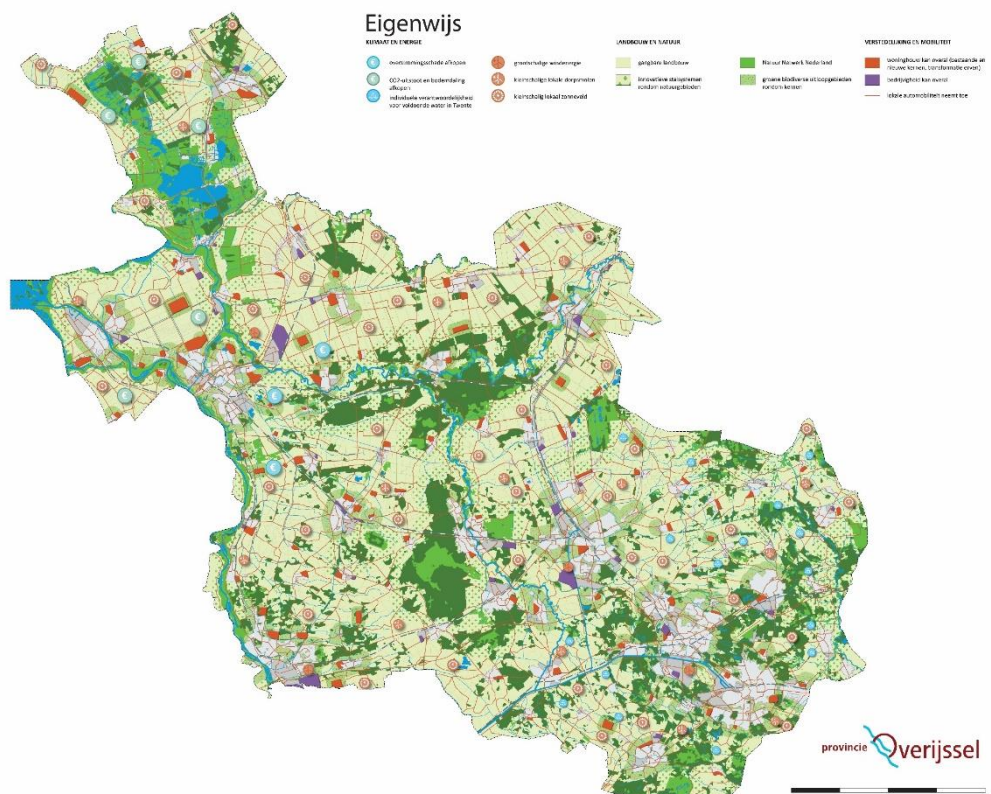 Eigenwijs
KLIMAAT EN ENERGIE
overstromingsschade afkopen
CO2-uitstoot en bodemdaling
afkopen
individuele verantwoordelijkheid
voor voldoende water in Twente
grootschalige windenergie
kleinschalige lokale dorpsmolen
kleinschalig lokaal zonneveld
LANDBOUW EN NATUUR
gangbare landbouw
innovatieve stalsystemen
rondom natuurgebieden
Natuur Netwerk Nederland
groene biodiverse uitloopgebieden
rondom kernen
VERSTEDELIJKING EN MOBILITEIT
woningbouw kan overal (bestaande en
nieuwe kernen, transformatie erven)
bedrijvigheid kan overal
lokale automobiliteit neemt toe
provincie Overijssel